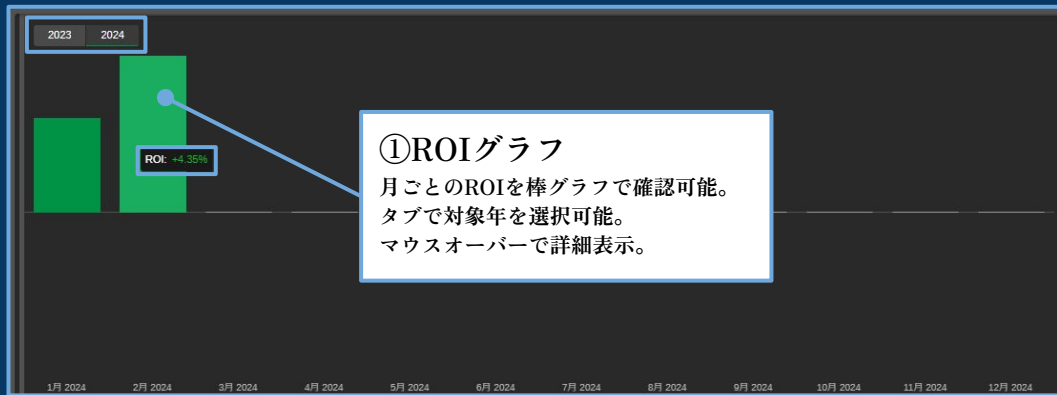 2023 2024
ROI: +4.35%
①ROIグラフ
月ごとのROIを棒グラフで確認可能。
タブで対象年を選択可能。
マウスオーバーで詳細表示。
1月 2024 2月 2024 3月 2024 4月 2024 5月 2024 6月 2024 7月 2024 8月 2024 9月 2024 10月 2024 11月 2024 12月 2024